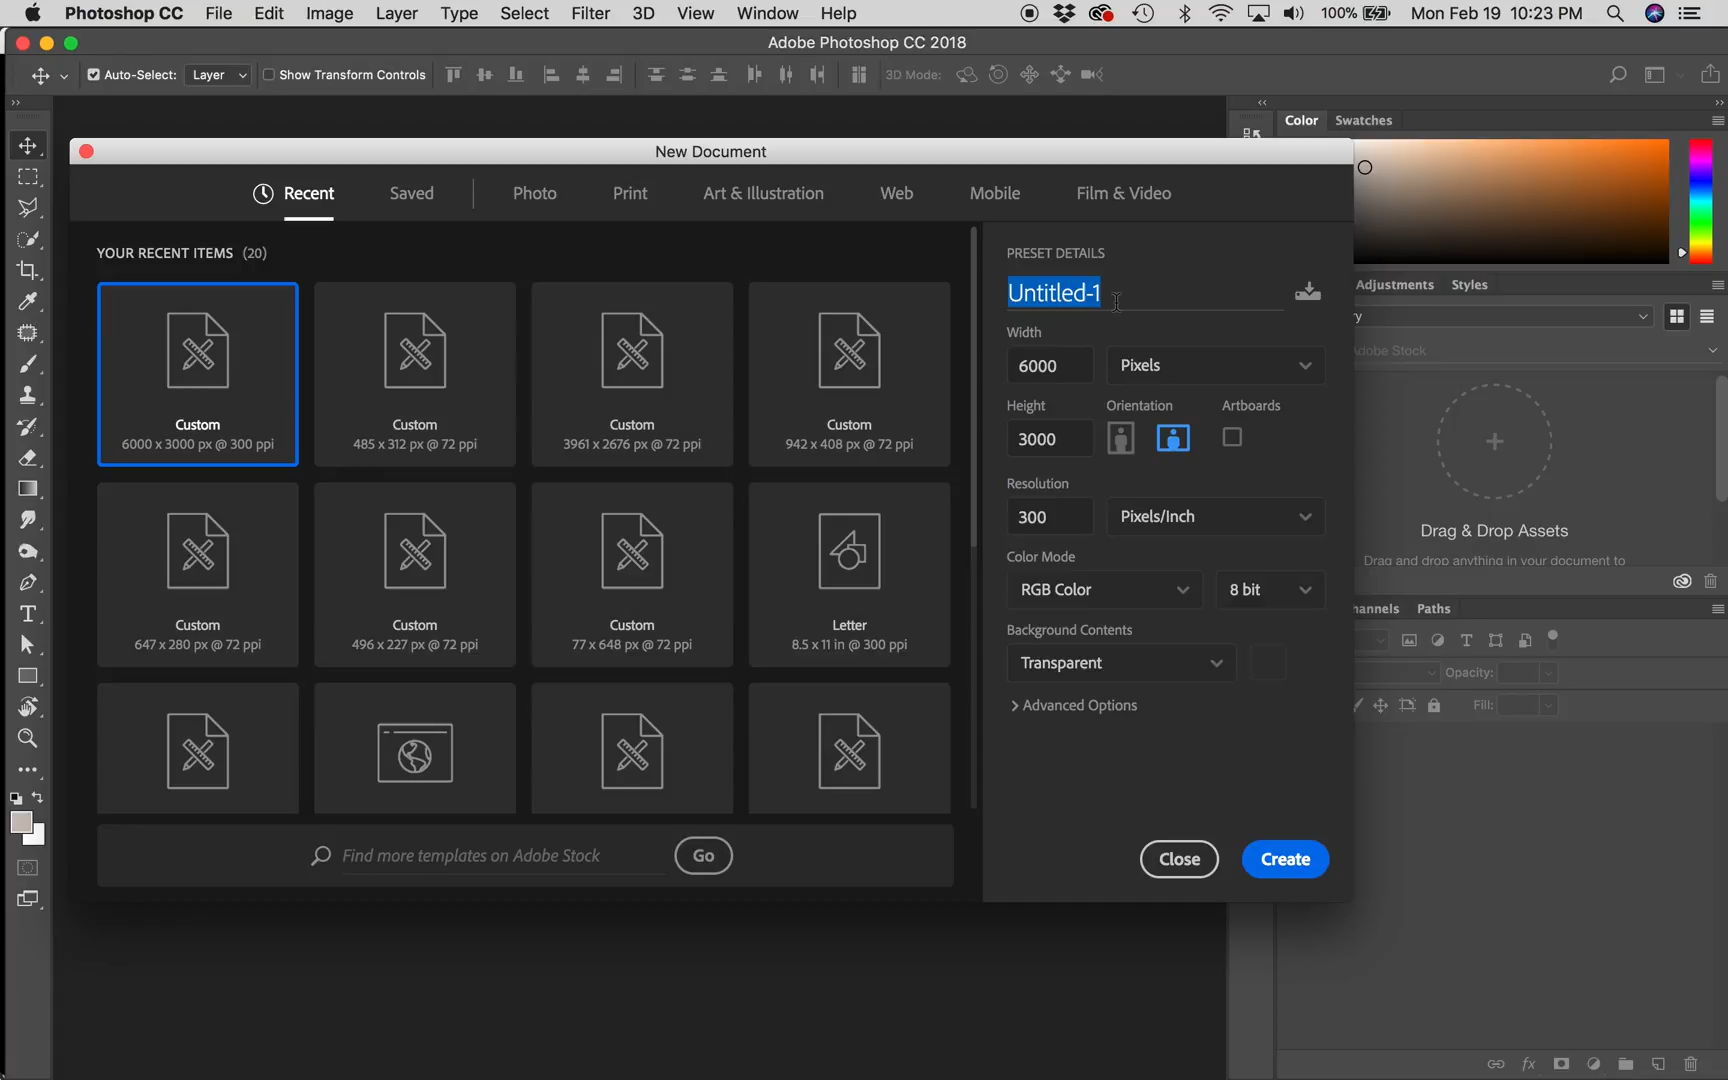 Photoshop CC File Edit Image Layer Type Select Filter 3D View Window Help 100% Mon Feb 19 10:23 PM
Adobe Photoshop CC 2018
Auto-Select: Layer Show Transform Controls 3D Mode:
Color Swatches
New Document
Recent Saved Photo Print Art & Illustration Web Mobile Film & Video
YOUR RECENT ITEMS (20)
Custom
6000 x 3000 px @ 300 ppi
Custom
485 x 312 px @ 72 ppi
Custom
3961 x 2676 px @ 72 ppi
Custom
942 x 408 px @ 72 ppi
Custom
647 x 280 px @ 72 ppi
Custom
496 x 227 px @ 72 ppi
Custom
77 x 648 px @ 72 ppi
Letter
8.5 x 11 in @ 300 ppi
Find more templates on Adobe Stock Go
PRESET DETAILS
Untitled-1
Width
6000 Pixels
Height Orientation Artboards
3000
Resolution
300 Pixels/Inch
Color Mode
RGB Color 8 bit
Background Contents
Transparent
Advanced Options
Close Create
Adjustments Styles
ry
Adobe Stock
Drag & Drop Assets
Drag and drop anything in your document to
hannels Paths
Opacity:
Fill:
T
fx